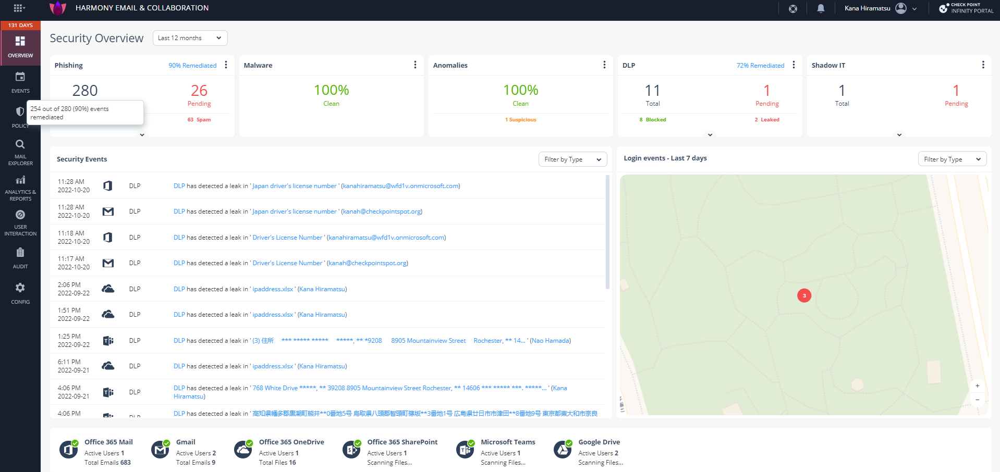 HARMONY EMAIL & COLLABORATION
Kana Hiramatsu
CHECK POINT
INFINITY PORTAL
131 DAYS
OVERVIEW
EVENTS
POLICY
MAIL
EXPLORER
ANALYTICS &
REPORTS
USER
INTERACTION
AUDIT
CONFIG
Security Overview
Last 12 months
Phishing
90% Remediated
280
26
Pending
63 Spam
254 out of 280 (90%) events
remediated
Malware
100%
Clean
Anomalies
100%
Clean
1 Suspicious
DLP
72% Remediated
11
Total
1
Pending
8 Blocked
2 Leaked
Shadow IT
1
Total
1
Pending
Security Events
Filter by Type
11:28 AM
2022-10-20
DLP
DLP has detected a leak in ' Japan driver's license number ' (kanahiramatsu@wfd1v.onmicrosoft.com)
11:28 AM
2022-10-20
DLP
DLP has detected a leak in ' Japan driver's license number ' (kanah@checkpointspot.org)
11:18 AM
2022-10-20
DLP
DLP has detected a leak in ' Driver's License Number ' (kanahiramatsu@wfd1v.onmicrosoft.com)
11:17 AM
2022-10-20
DLP
DLP has detected a leak in ' Driver's License Number ' (kanah@checkpointspot.org)
2:06 PM
2022-09-22
DLP
DLP has detected a leak in ' ipaddress.xlsx ' (Kana Hiramatsu)
1:51 PM
2022-09-22
DLP
DLP has detected a leak in ' ipaddress.xlsx ' (Kana Hiramatsu)
1:25 PM
2022-09-22
DLP
DLP has detected a leak in ' (3) 住所 *** ***** ***** *****, ** *9208 8905 Mountainview Street Rochester, ** 14... ' (Nao Hamada)
6:11 PM
2022-09-21
DLP
DLP has detected a leak in ' ipaddress.xlsx ' (Kana Hiramatsu)
4:06 PM
2022-09-21
DLP
DLP has detected a leak in ' 768 White Drive *****, ** 39208 8905 Mountainview Street Rochester, ** 14606 *** ***** ***. *****... ' (Kana
Hiramatsu)
4:06 PM
DLP
DLP has detected a leak in ' 高知県幡多郡黒潮町熊井**0番地5号 鳥取県八頭郡智頭町篠坂**3番地1号 広島県廿日市市津田**8番地9号 東京都東大和市奈良
Login events - Last 7 days
Filter by Type
3
+
−
Office 365 Mail
Active Users 1
Total Emails 683
Gmail
Active Users 2
Total Emails 9
Office 365 OneDrive
Active Users 1
Total Files 16
Office 365 SharePoint
Active Users 1
Scanning Files...
Microsoft Teams
Active Users 1
Scanning Files...
Google Drive
Active Users 2
Scanning Files...